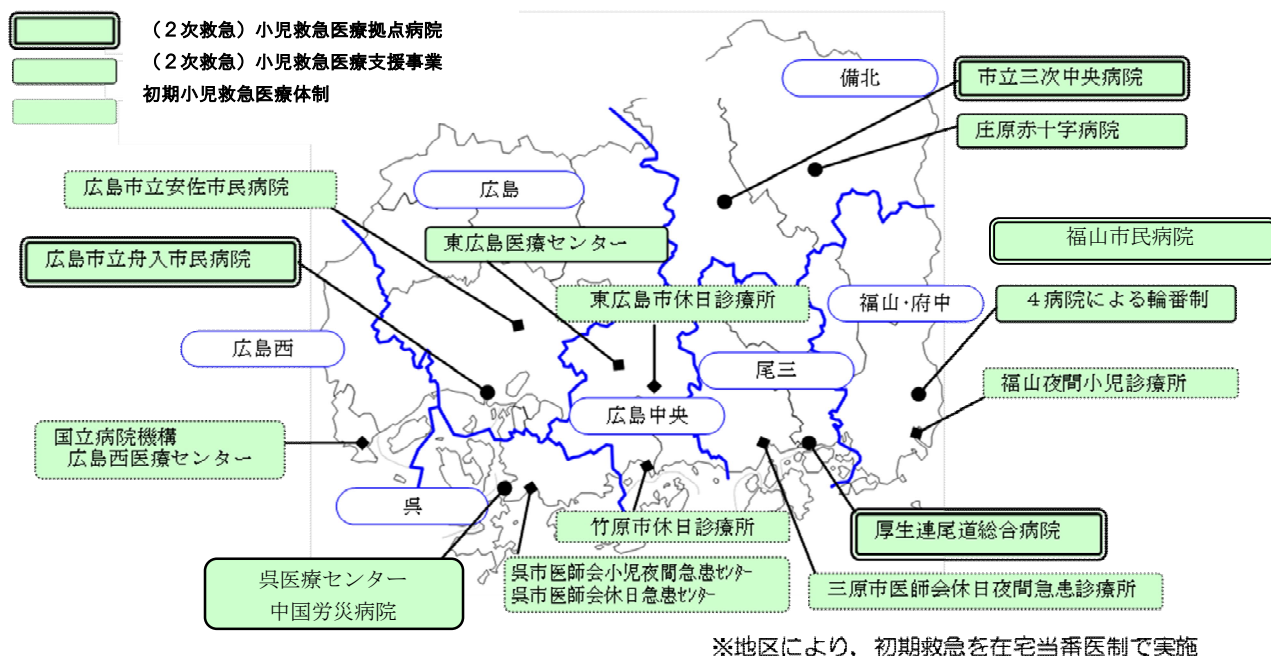 （２次救急）小児救急医療拠点病院
（２次救急）小児救急医療支援事業
初期小児救急医療体制
備北
市立三次中央病院
庄原赤十字病院
広島市立安佐市民病院
広島
東広島医療センター
福山市民病院
広島市立舟入市民病院
東広島市休日診療所
福山・府中
４病院による輪番制
広島西
尾三
福山夜間小児診療所
広島中央
国立病院機構
広島西医療センター
呉
竹原市休日診療所
厚生連尾道総合病院
呉医療センター
中国労災病院
呉市医師会小児夜間急患ｾﾝﾀｰ
呉市医師会休日急患ｾﾝﾀｰ
三原市医師会休日夜間急患診療所
※地区により，初期救急を在宅当番医制で実施